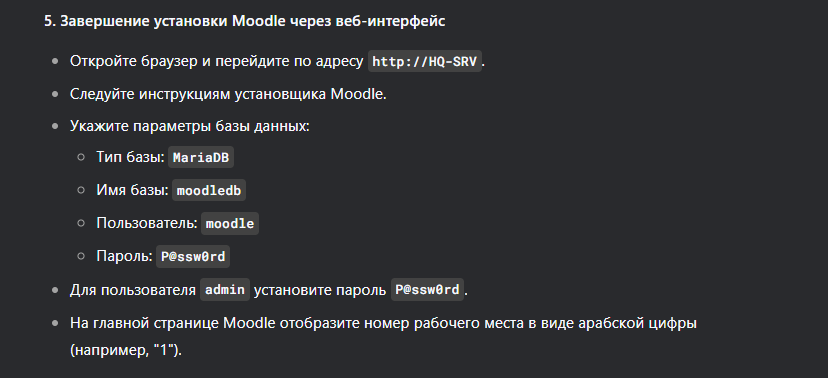 5. Завершение установки Moodle через веб-интерфейс
• Откройте браузер и перейдите по адресу http://HQ-SRV.
• Следуйте инструкциям установщика Moodle.
• Укажите параметры базы данных:
○ Тип базы: MariaDB
○ Имя базы: moodledb
○ Пользователь: moodle
○ Пароль: P@ssw0rd
• Для пользователя admin установите пароль P@ssw0rd.
• На главной странице Moodle отобразите номер рабочего места в виде арабской цифры
(например, "1").